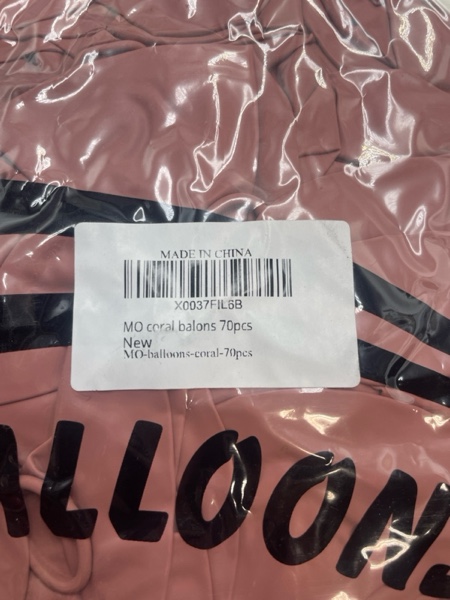 MADE IN CHINA
X0037FIL6B
MO coral balons 70pcs
New
MO-balloons-coral-70pcs
ALLOON